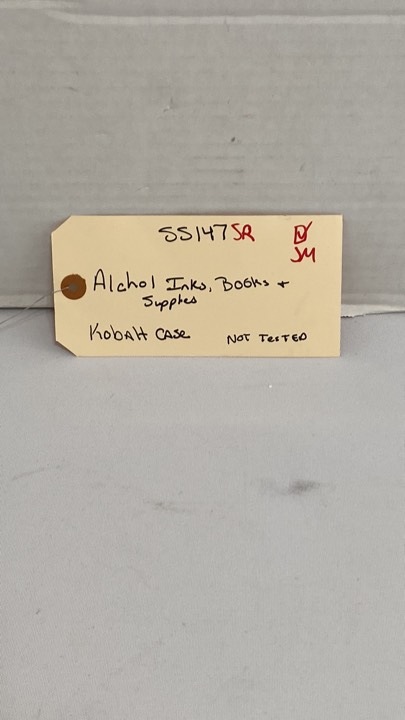 SS147SR
JM
Alchol Inks, Books +
Supples
Kobalt Case NOT TESTED